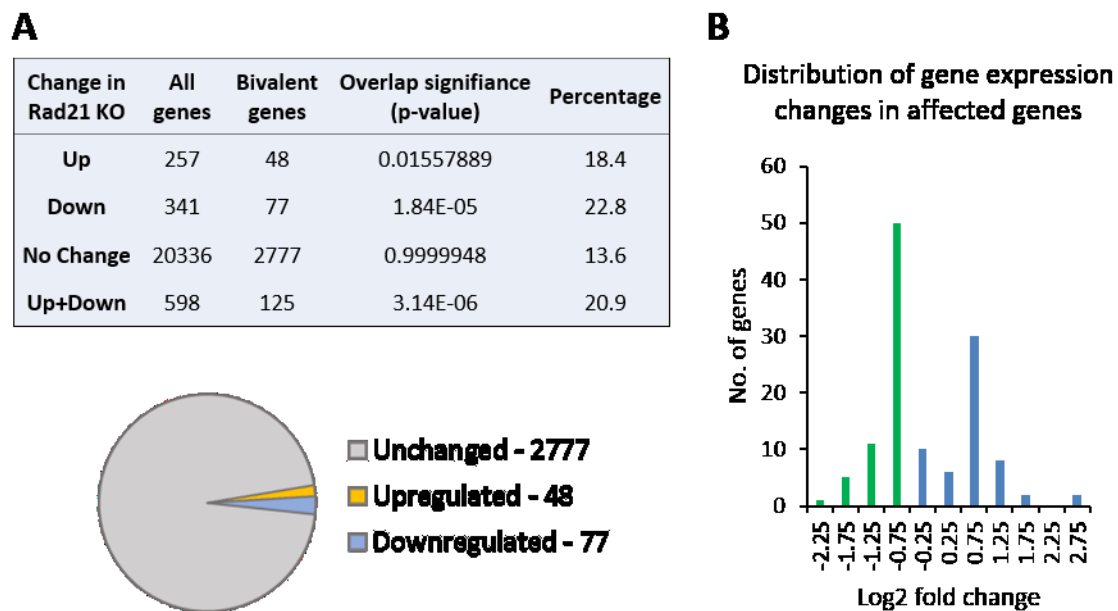 A
Change in Rad21 KO All genes Bivalent genes Overlap signifiance (p-value) Percentage
Up 257 48 0.01557889 18.4
Down 341 77 1.84E-05 22.8
No Change 20336 2777 0.9999948 13.6
Up+Down 598 125 3.14E-06 20.9
Unchanged - 2777
Upregulated - 48
Downregulated - 77
B
Distribution of gene expression
changes in affected genes
No. of genes
60
50
40
30
20
10
0
-2.25 -1.75 -1.25 -0.75 -0.25 0.25 0.75 1.25 1.75 2.25 2.75
Log2 fold change